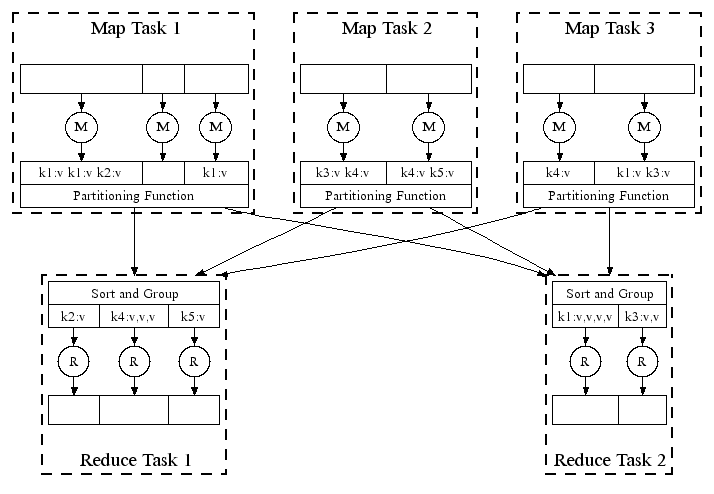 Map Task 1
Map Task 2
Map Task 3
M M M
M M
M M
k1:v k1:v k2:v k1:v
k3:v k4:v k4:v k5:v
k4:v k1:v k3:v
Partitioning Function
Partitioning Function
Partitioning Function
Sort and Group
k2:v k4:v,v,v k5:v
R R R
Reduce Task 1
Sort and Group
k1:v,v,v,v k3:v,v
R R
Reduce Task 2